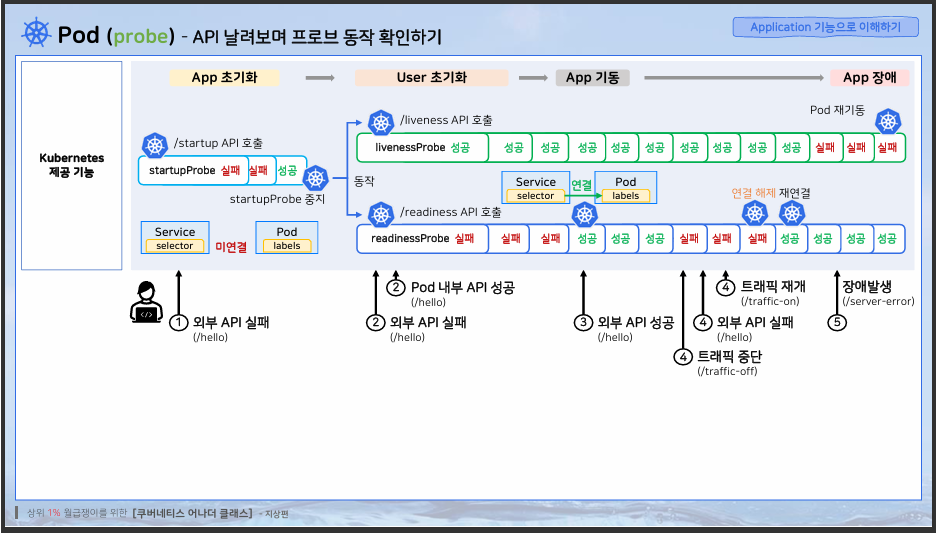 Pod (probe) - API 날려보며 프로브 동작 확인하기
Application 기능으로 이해하기
App 초기화
User 초기화
App 기동
App 장애
Kubernetes
제공 기능
/startup API 호출
startupProbe 실패 실패 성공
startupProbe 중지
동작
/liveness API 호출
Pod 재기동
livenessProbe 성공 성공 성공 성공 성공 성공 성공 성공 성공 실패 실패 실패
Service
selector
연결
Pod
labels
연결 해제 재연결
/readiness API 호출
readinessProbe 실패 실패 실패 성공 성공 성공 실패 실패 실패 성공 성공 성공 성공
Service
selector
미연결
Pod
labels
1 외부 API 실패
(/hello)
2 Pod 내부 API 성공
(/hello)
2 외부 API 실패
(/hello)
3 외부 API 성공
(/hello)
4 트래픽 중단
(/traffic-off)
4 외부 API 실패
(/hello)
4 트래픽 재개
(/traffic-on)
장애발생
(/server-error)
5
상위 1% 월급쟁이를 위한 [쿠버네티스 어나더 클래스] - 지상편